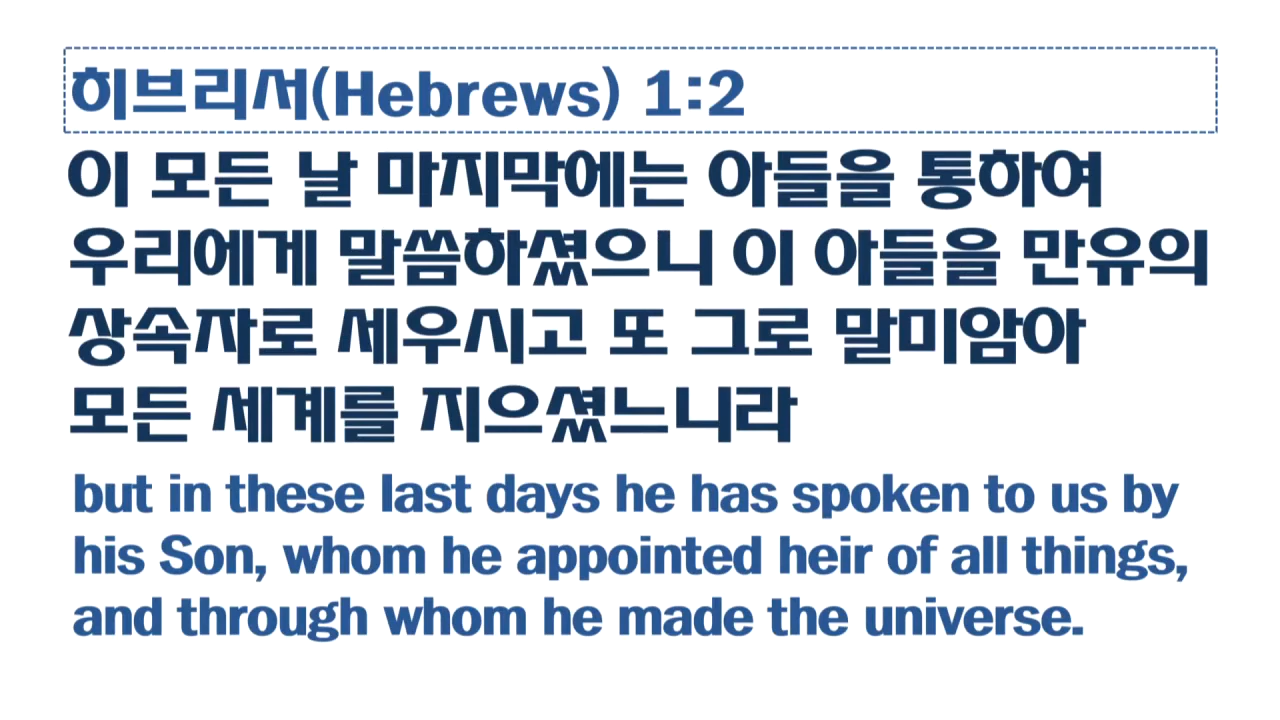 히브리서(Hebrews) 1:2
이 모든 날 마지막에는 아들을 통하여
우리에게 말씀하셨으니 이 아들을 만유의
상속자로 세우시고 또 그로 말미암아
모든 세계를 지으셨느니라
but in these last days he has spoken to us by
his Son, whom he appointed heir of all things,
and through whom he made the universe.